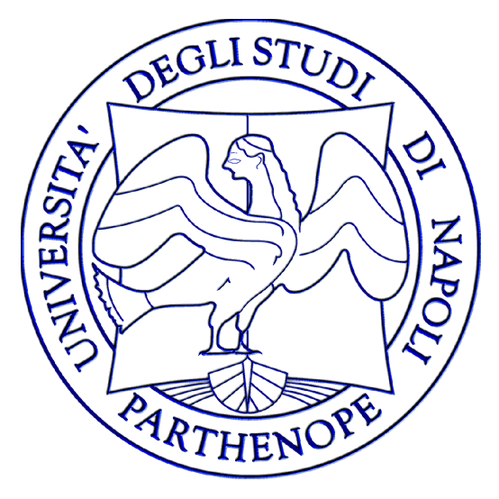 UNIVERSITA' DEGLI STUDI DI NAPOLI
PARTHENOPE